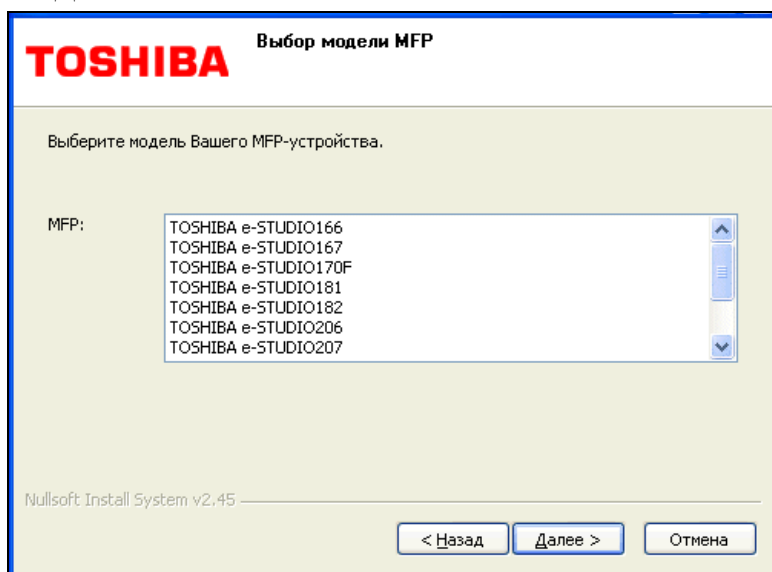 TOSHIBA
Выбор модели MFP
Выберите модель Вашего MFP-устройства.
MFP:
TOSHIBA e-STUDIO166
TOSHIBA e-STUDIO167
TOSHIBA e-STUDIO170F
TOSHIBA e-STUDIO181
TOSHIBA e-STUDIO182
TOSHIBA e-STUDIO206
TOSHIBA e-STUDIO207
Nullsoft Install System v2.45
< Назад Далее > Отмена